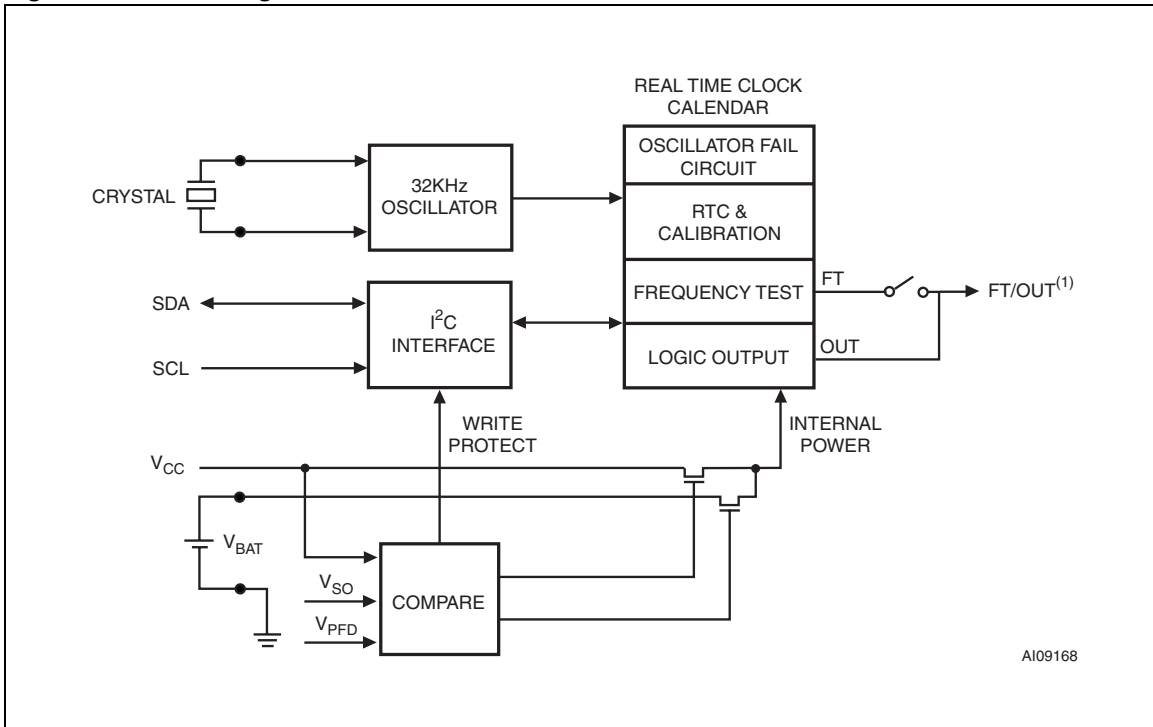 REAL TIME CLOCK
CALENDAR
OSCILLATOR FAIL
CIRCUIT
CRYSTAL
32KHz
OSCILLATOR
RTC &
CALIBRATION
FREQUENCY TEST
FT
FT/OUT(1)
SDA
I2C
INTERFACE
LOGIC OUTPUT
OUT
SCL
WRITE
PROTECT
INTERNAL
POWER
VCC
VBAT
VSO
COMPARE
VPFD
AI09168